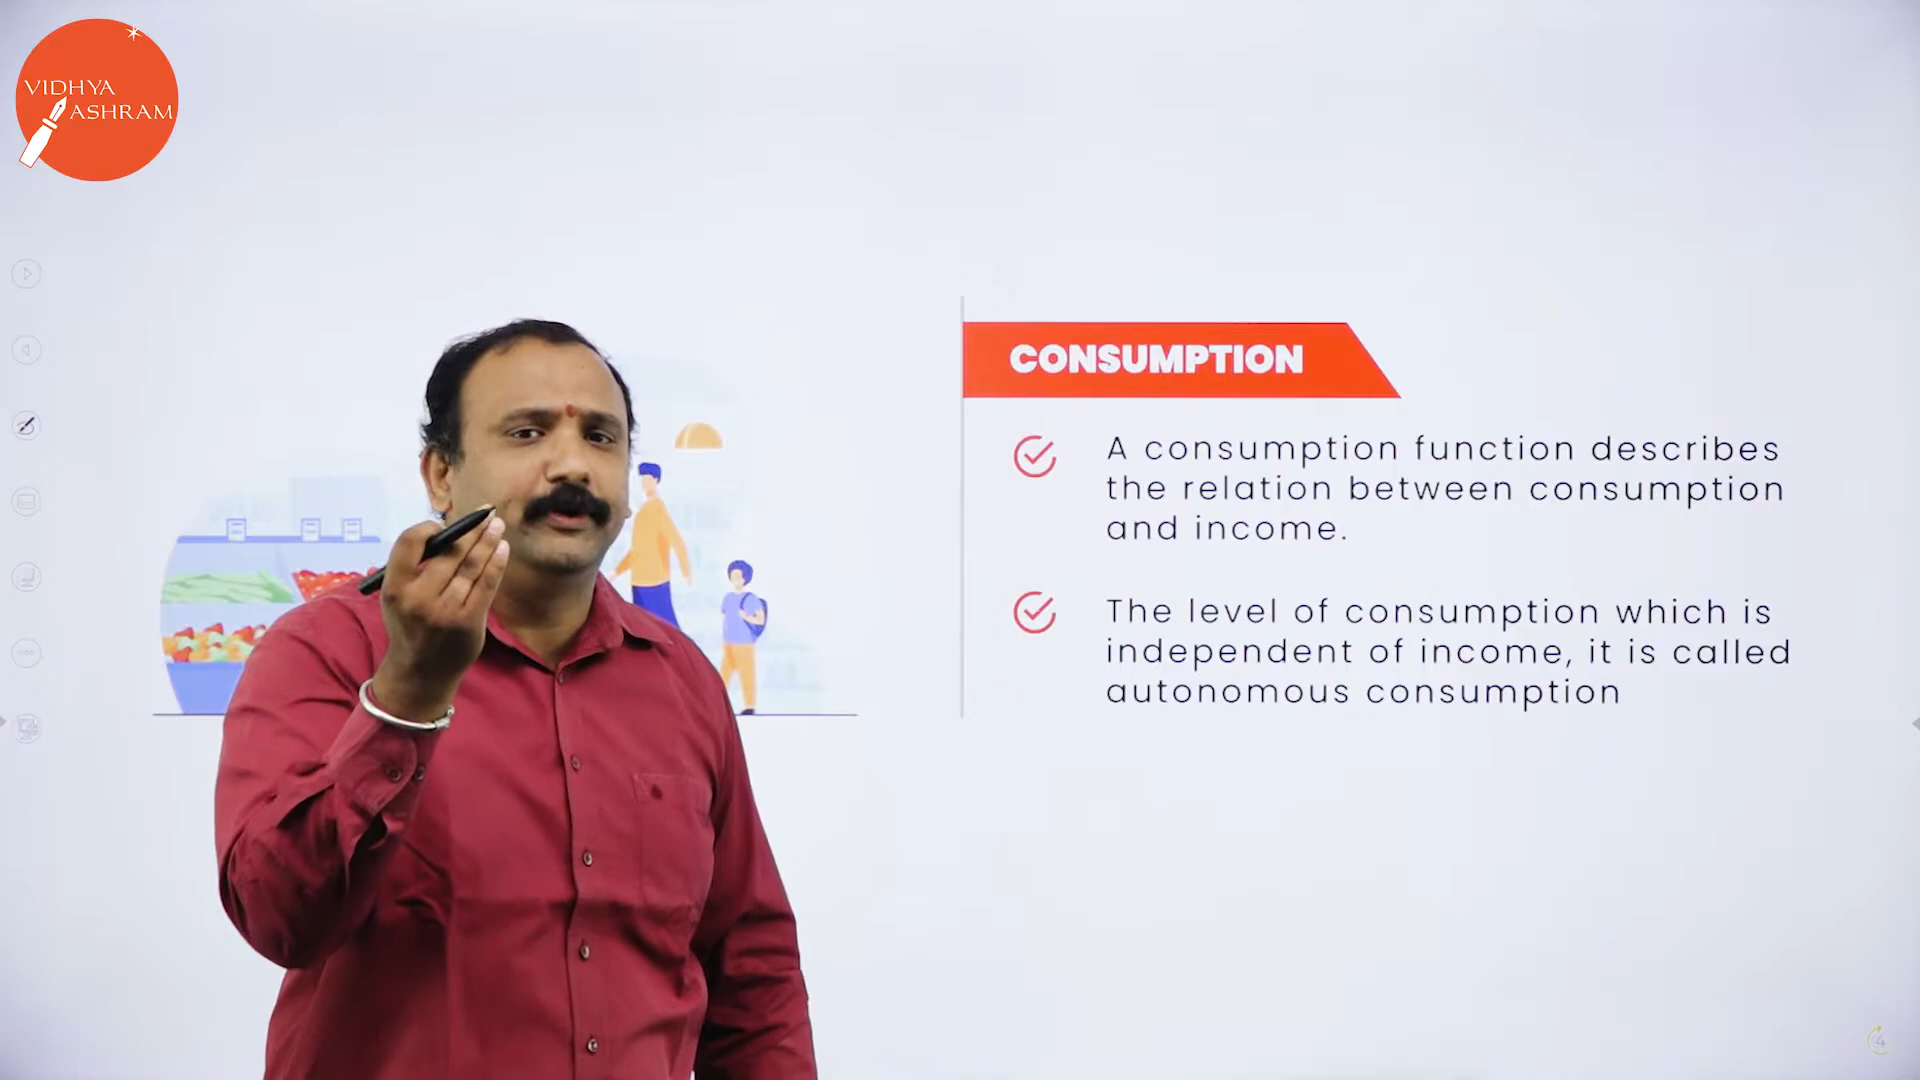 VIDHYA
ASHRAM
CONSUMPTION
A consumption function describes
the relation between consumption
and income.
The level of consumption which is
independent of income, it is called
autonomous consumption
4